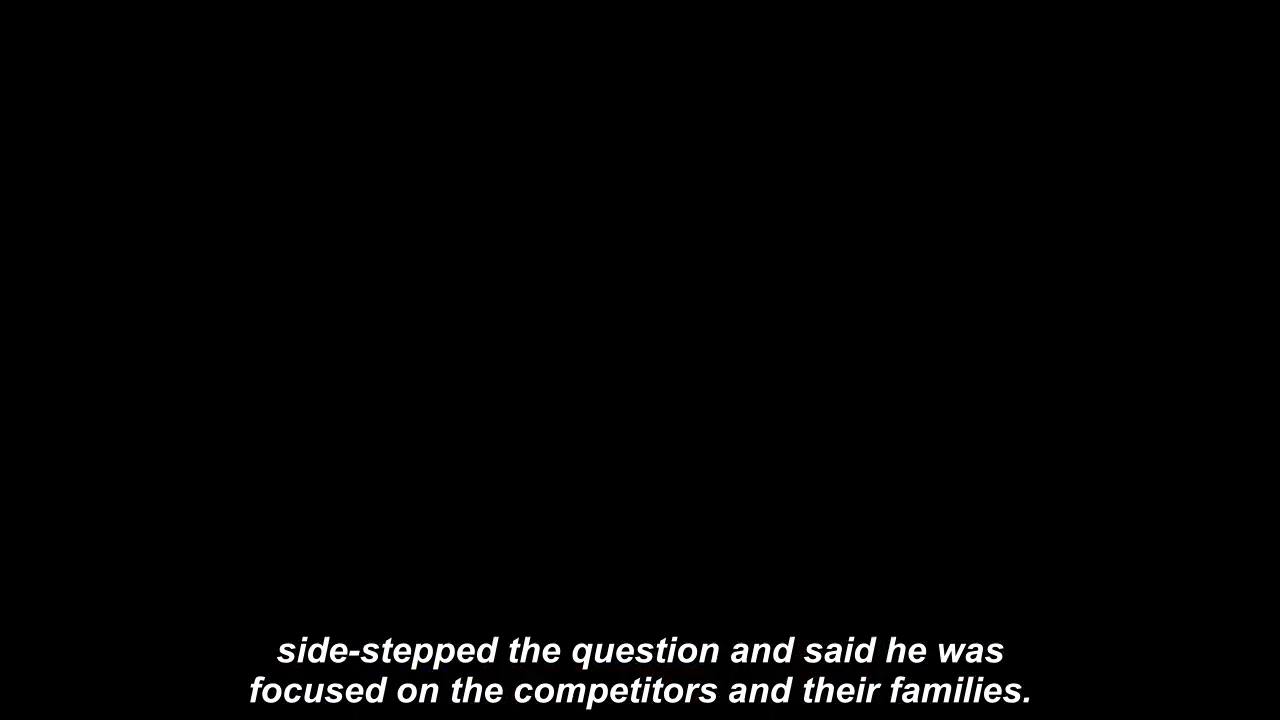 side-stepped the question and said he was
focused on the competitors and their families.